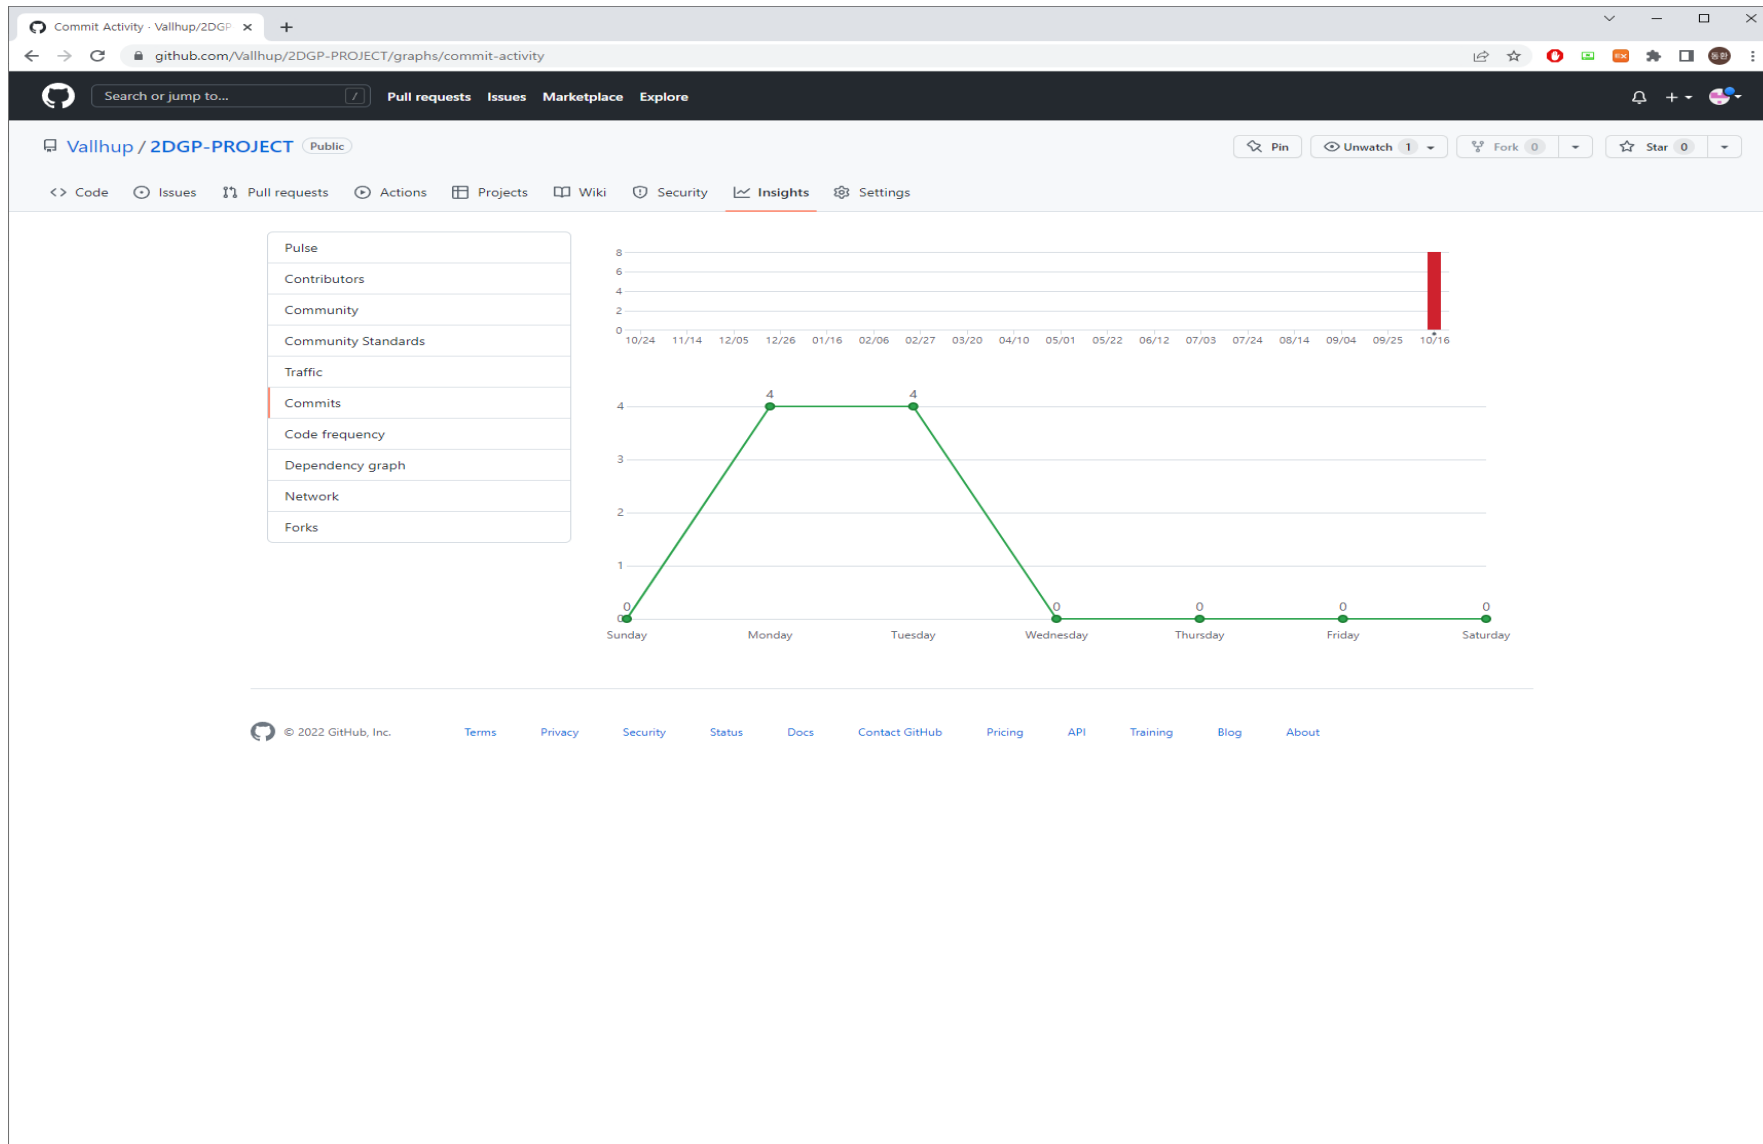 Commit Activity · Vallhup/2DGP
github.com/Vallhup/2DGP-PROJECT/graphs/commit-activity
Search or jump to... / Pull requests Issues Marketplace Explore
Vallhup / 2DGP-PROJECT Public Pin Unwatch 1 Fork 0 Star 0
<> Code Issues Pull requests Actions Projects Wiki Security Insights Settings
Pulse
Contributors
Community
Community Standards
Traffic
Commits
Code frequency
Dependency graph
Network
Forks
8
6
4
2
0
10/24 11/14 12/05 12/26 01/16 02/06 02/27 03/20 04/10 05/01 05/22 06/12 07/03 07/24 08/14 09/04 09/25 10/16
4 4
4
3
2
1
0 0 0 0 0
0
Sunday Monday Tuesday Wednesday Thursday Friday Saturday
© 2022 GitHub, Inc. Terms Privacy Security Status Docs Contact GitHub Pricing API Training Blog About